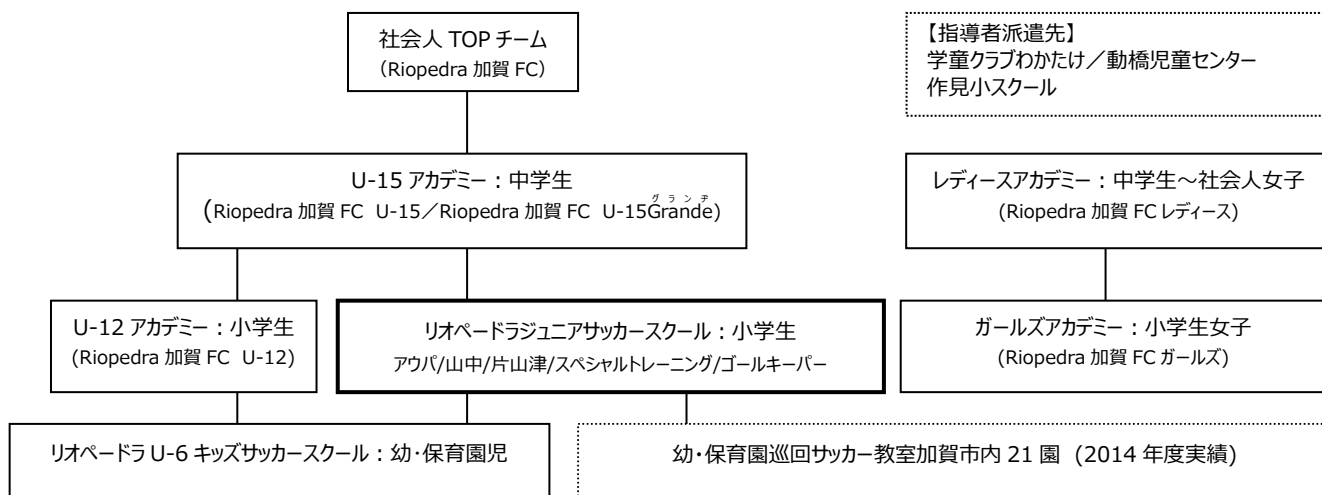 社会人 TOP チーム
(Riopedra 加賀 FC)
【指導者派遣先】
学童クラブわかたけ／動橋児童センター
作見小スクール
U-15 アカデミー：中学生
(Riopedra 加賀 FC U-15／Riopedra 加賀 FC U-15Grande)
グランデ
レディースアカデミー：中学生～社会人女子
(Riopedra 加賀 FC レディース)
U-12 アカデミー：小学生
(Riopedra 加賀 FC U-12)
リオペードラジュニアサッカースクール：小学生
アウパ/山中/片山津/スペシャルトレーニング/ゴールキーパー
ガールズアカデミー：小学生女子
(Riopedra 加賀 FC ガールズ)
リオペードラ U-6 キッズサッカースクール：幼・保育園児
幼・保育園巡回サッカー教室加賀市内 21 園 (2014 年度実績)